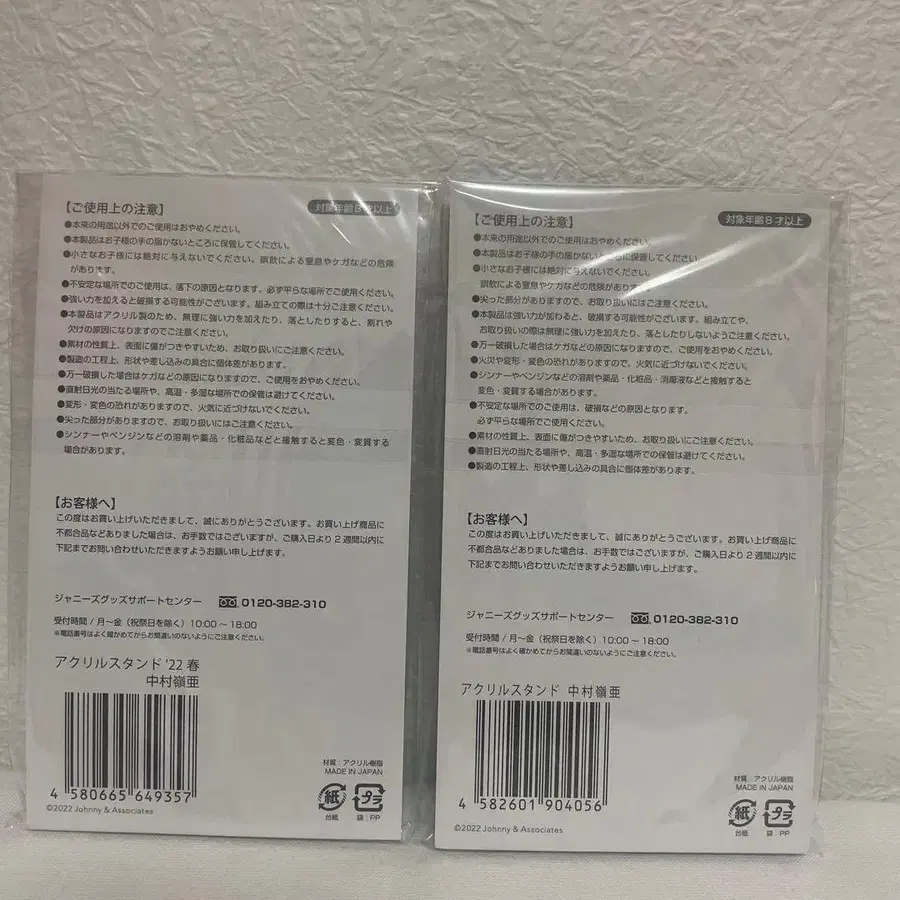 【ご使用上の注意】
対象年齢8才以上
●本来の用途以外でのご使用はおやめください。
●本製品はお子様の手の届かないところに保管してください。
●小さなお子様には絶対に与えないでください。誤飲による窒息やケガなどの危険
があります。
●不安定な場所でのご使用は、落下の原因となります。必ず平らな場所でご使用ください。
●強い力を加えると破損する可能性がございます。組み立ての際は十分ご注意ください。
●本製品はアクリル製のため、無理に強い力を加えたり、落としたりすると、割れや
欠けの原因になりますのでご注意ください。
●素材の性質上、表面に傷がつきやすいため、お取り扱いにご注意ください。
●製造の工程上、形状や差し込みの具合に個体差があります。
●万一破損した場合はケガなどの原因になりますので、ご使用をおやめください。
●直射日光の当たる場所や、高温・多湿な場所での保管は避けてください。
●変形・変色の恐れがありますので、火気に近づけないでください。
●尖った部分がありますので、お取り扱いにはご注意ください。
●シンナーやベンジンなどの溶剤や薬品・化粧品などと接触すると変色・変質する
場合があります。
【お客様へ】
この度はお買い上げいただきまして、誠にありがとうございます。お買い上げ商品に
不都合品などありました場合は、お手数ではございますが、ご購入日より2週間以内に
下記までお問い合わせいただきますようお願い申し上げます。
ジャニーズグッズサポートセンター 0120-382-310
受付時間 / 月～金（祝祭日を除く）10:00～18:00
※電話番号はよく確かめてからお間違いのないようにご注意ください。
アクリルスタンド '22 春
中村嶺亜
4 580665 649357
©2022 Johnny & Associates
材質：アクリル樹脂
MADE IN JAPAN
紙
プラ
台紙
袋：PP
【ご使用上の注意】
対象年齢8才以上
●本来の用途以外でのご使用はおやめください。
●本製品はお子様の手の届かないところに保管してください。
●小さなお子様には絶対に与えないでください。
誤飲による窒息やケガなどの危険があります。
●尖った部分がありますので、お取り扱いにはご注意ください。
●本製品は強い力が加わると、破損する可能性がございます。組み立てや、
お取り扱いの際は無理に強い力を加えたり、落としたりしないようご注意ください。
●万一破損した場合はケガなどの原因になりますので、ご使用をおやめください。
●火災や変形・変色の恐れがありますので、火気に近づけないでください。
●シンナーやベンジンなどの溶剤や薬品・化粧品・消毒液などと接触すると
変色・変質する場合があります。
●不安定な場所でのご使用は、破損などの原因となります。
必ず平らな場所でご使用ください。
●素材の性質上、表面に傷がつきやすいため、お取り扱いにご注意ください。
●直射日光の当たる場所や、高温・多湿な場所での保管は避けてください。
●製造の工程上、形状や差し込みの具合に個体差があります。
【お客様へ】
この度はお買い上げいただきまして、誠にありがとうございます。お買い上げ商品に
不都合品などありました場合は、お手数ではございますが、ご購入日より2週間以内に
下記までお問い合わせいただきますようお願い申し上げます。
ジャニーズグッズサポートセンター 0120-382-310
受付時間 / 月～金（祝祭日を除く）10:00～18:00
※電話番号はよく確かめてからお間違いのないようにご注意ください。
アクリルスタンド 中村嶺亜
4 582601 904056
©2022 Johnny & Associates
材質：アクリル樹脂
MADE IN JAPAN
紙
プラ
台紙
袋：PP